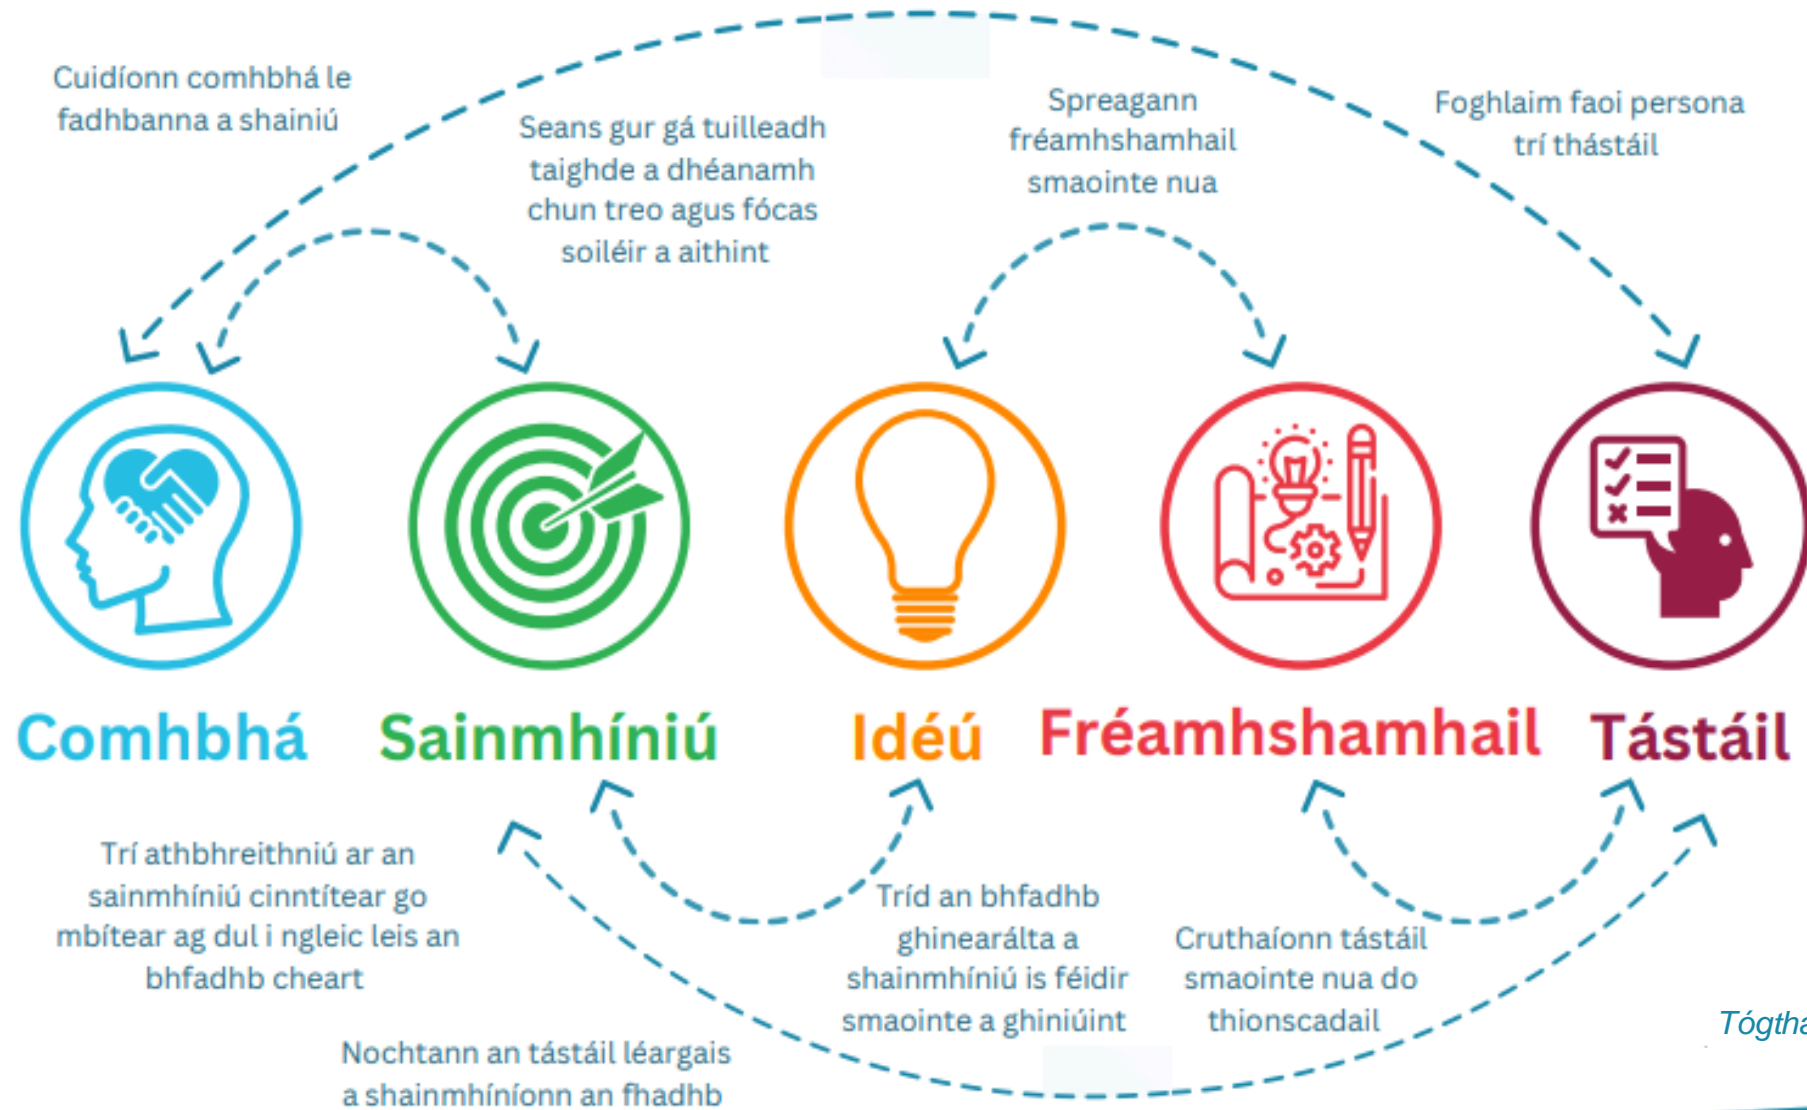 Cuidíonn comhbhá le
fadhbanna a shainiú
Seans gur gá tuilleadh
taighde a dhéanamh
chun treo agus fócas
soiléir a aithint
Spreagann
fréamhshamhail
smaointe nua
Foghlaim faoi persona
trí thástáil
Comhbhá
Sainmhíniú
Idéú
Fréamhshamhail
Tástáil
Trí athbhreithniú ar an
sainmhíniú cinntítear go
mbítear ag dul i ngleic leis an
bhfadhb cheart
Nochtann an tástáil léargais
a shainmhíníonn an fhadhb
Tríd an bhfadhb
ghinearálta a
shainmhíniú is féidir
smaointe a ghiniúint
Cruthaíonn tástáil
smaointe nua do
thionscadail